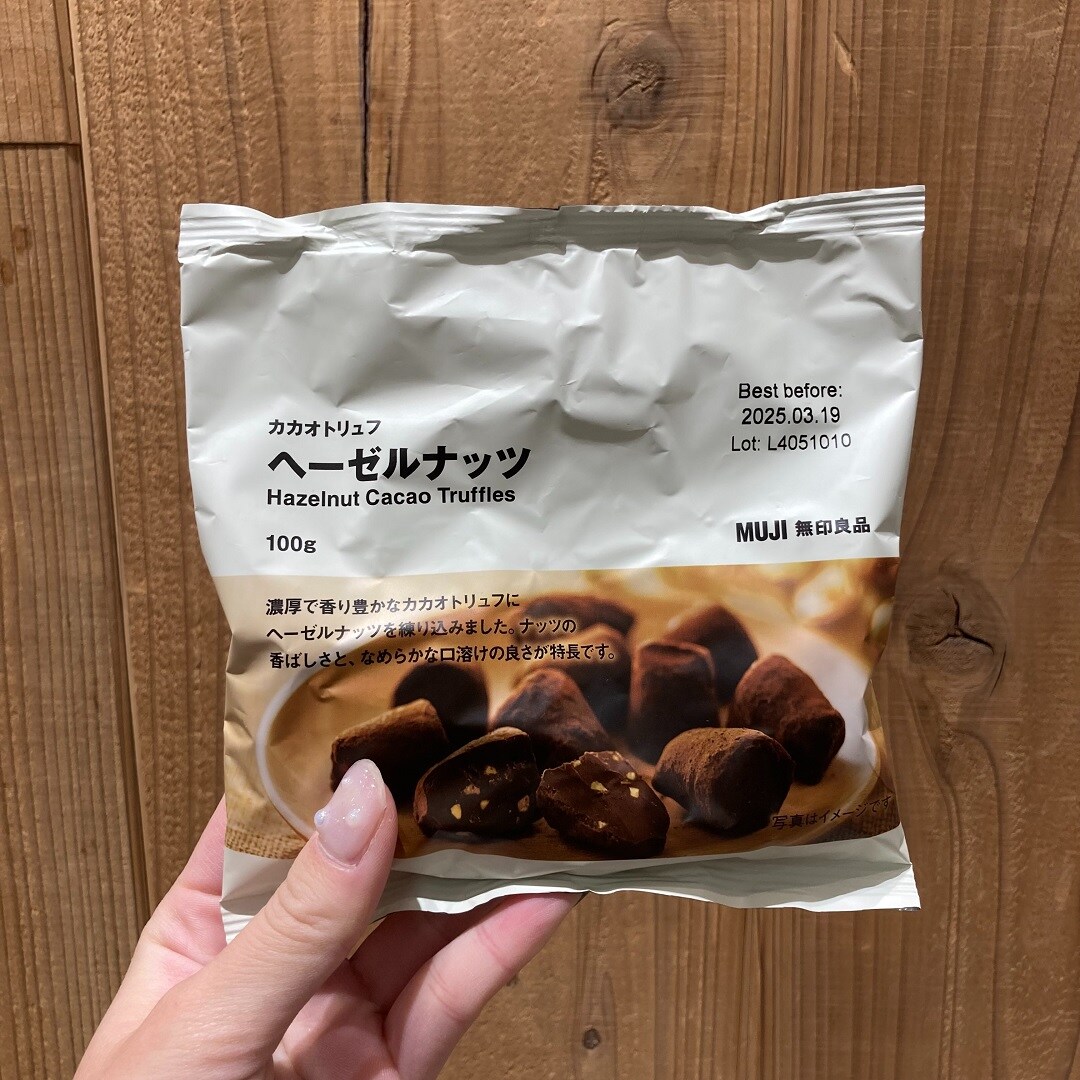 カカオトリュフ
ヘーゼルナッツ
Hazelnut Cacao Truffles
100g
Best before:
2025.03.19
Lot: L4051010
MUJI 無印良品
濃厚で香り豊かなカカオトリュフに
ヘーゼルナッツを練り込みました。ナッツの
香ばしさと、なめらかな口溶けの良さが特長です。
写真はイメージです